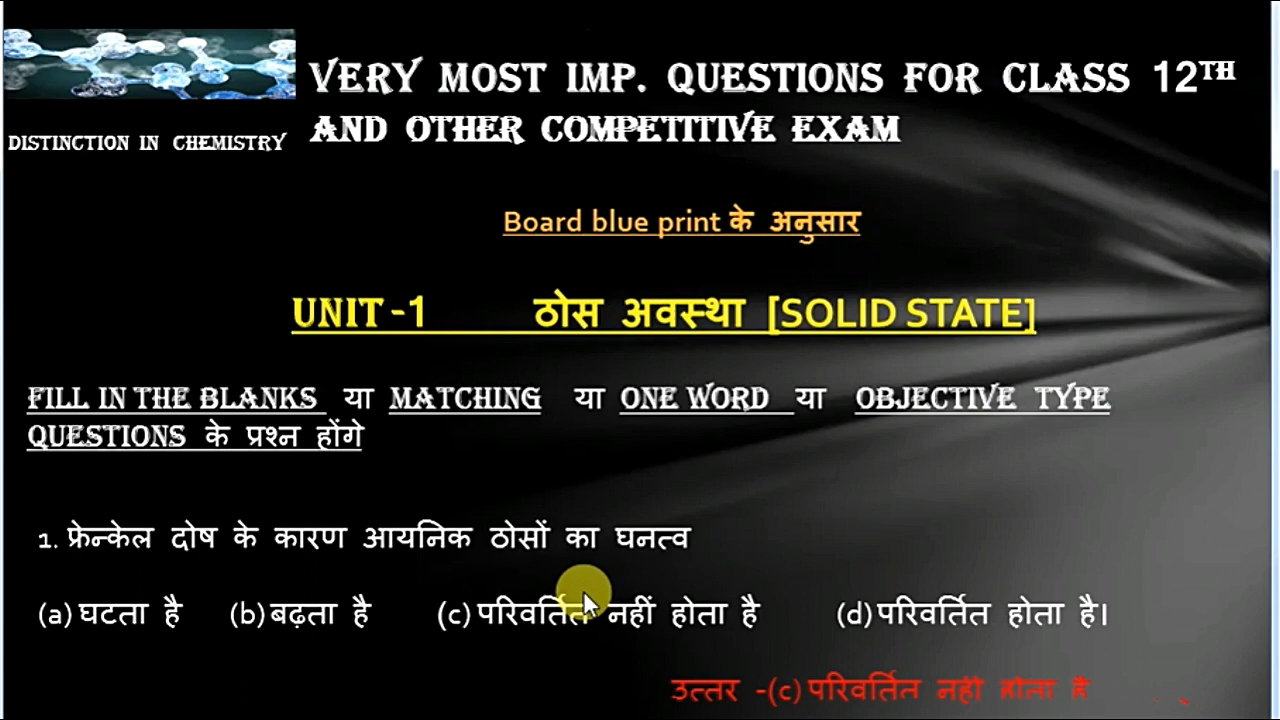 VERY MOST IMP. QUESTIONS FOR CLASS 12TH
AND OTHER COMPETITIVE EXAM
DISTINCTION IN CHEMISTRY
Board blue print के अनुसार
UNIT -1 ठोस अवस्था [SOLID STATE]
FILL IN THE BLANKS या MATCHING या ONE WORD या OBJECTIVE TYPE
QUESTIONS के प्रश्न होंगे
1. फ्रेन्केल दोष के कारण आयनिक ठोसों का घनत्व
(a) घटता है (b) बढ़ता है (c) परिवर्तित नहीं होता है (d) परिवर्तित होता है।
उत्तर -(c) परिवर्तित नही होता है